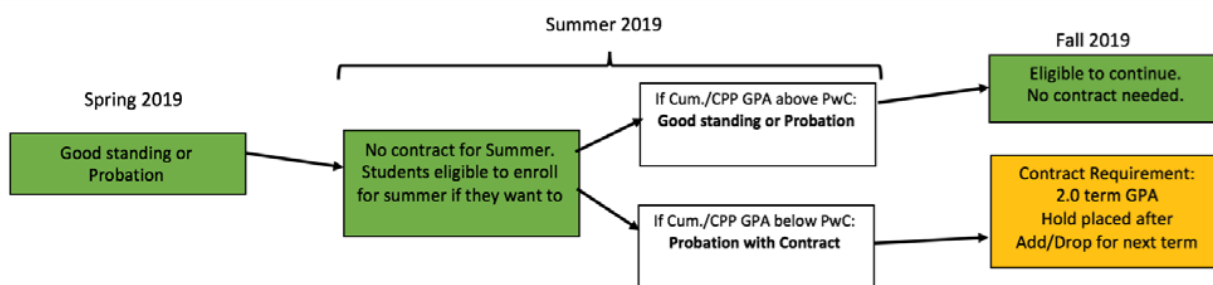 Summer 2019
Fall 2019
Spring 2019
Good standing or
Probation
No contract for Summer.
Students eligible to enroll
for summer if they want to
If Cum./CPP GPA above PwC:
Good standing or Probation
If Cum./CPP GPA below PwC:
Probation with Contract
Eligible to continue.
No contract needed.
Contract Requirement:
2.0 term GPA
Hold placed after
Add/Drop for next term